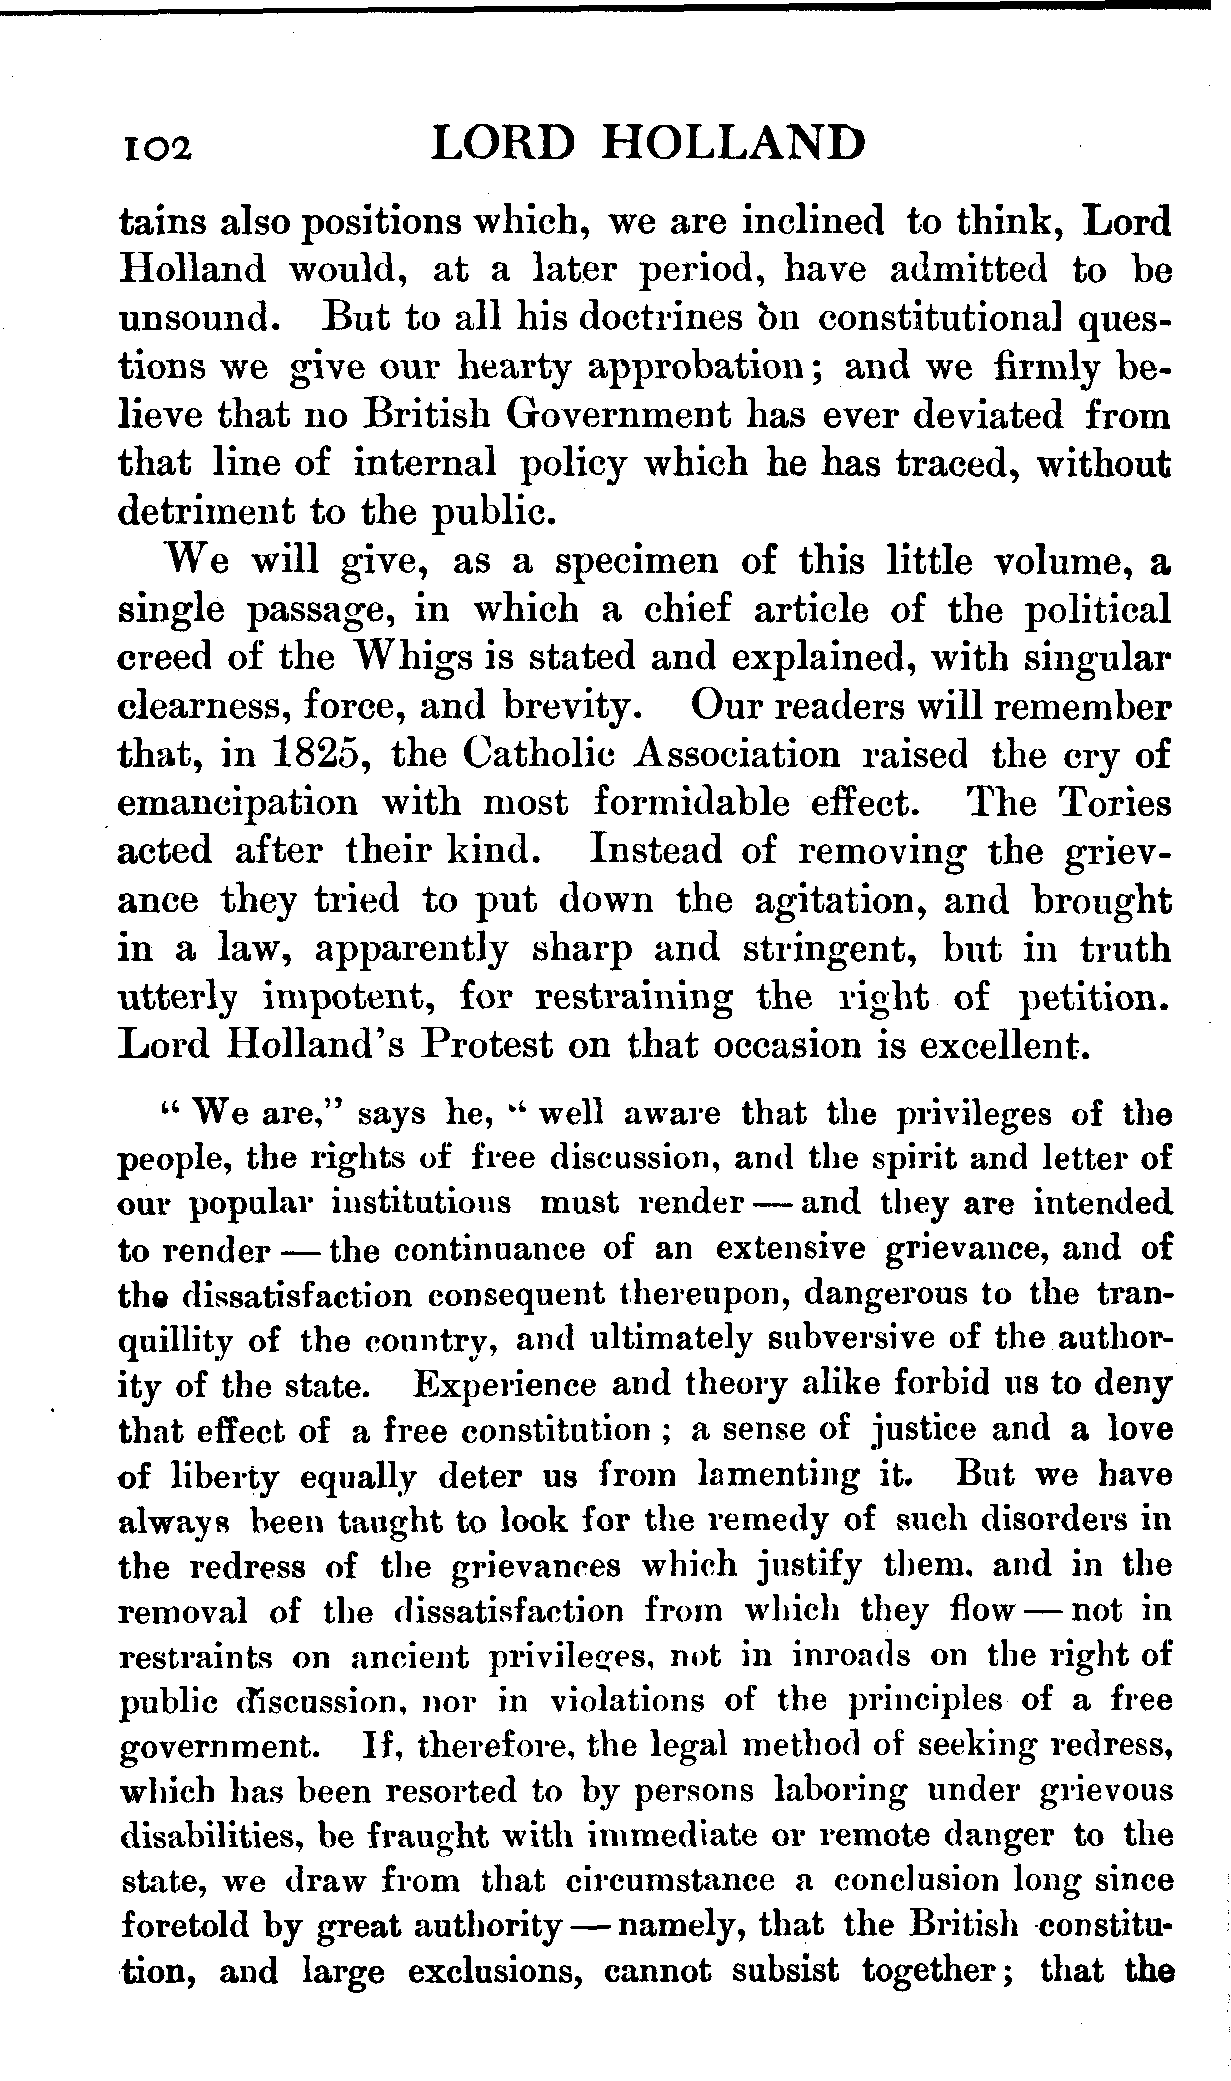 102 LORD HOLLAND
tains also positions which, we are inclined to think, Lord
Holland would, at a later period, have admitted to be
unsound. But to all his doctrines on constitutional ques-
tions we give our hearty approbation; and we firmly be-
lieve that no British Government has ever deviated from
that line of internal policy which he has traced, without
detriment to the public.
We will give, as a specimen of this little volume, a
single passage, in which a chief article of the political
creed of the Whigs is stated and explained, with singular
clearness, force, and brevity. Our readers will remember
that, in 1825, the Catholic Association raised the cry of
emancipation with most formidable effect. The Tories
acted after their kind. Instead of removing the griev-
ance they tried to put down the agitation, and brought
in a law, apparently sharp and stringent, but in truth
utterly impotent, for restraining the right of petition.
Lord Holland's Protest on that occasion is excellent.
“ We are,” says he, “ well aware that the privileges of the
people, the rights of free discussion, and the spirit and letter of
our popular institutions must render — and they are intended
to render — the continuance of an extensive grievance, and of
the dissatisfaction consequent thereupon, dangerous to the tran-
quillity of the country, and ultimately subversive of the author-
ity of the state. Experience and theory alike forbid us to deny
that effect of a free constitution ; a sense of justice and a love
of liberty equally deter us from lamenting it. But we have
always been taught to look for the remedy of such disorders in
the redress of the grievances which justify them, and in the
removal of the dissatisfaction from which they flow — not in
restraints on ancient privileges, not in inroads on the right of
public discussion, nor in violations of the principles of a free
government. If, therefore, the legal method of seeking redress,
which has been resorted to by persons laboring under grievous
disabilities, be fraught with immediate or remote danger to the
state, we draw from that circumstance a conclusion long since
foretold by great authority — namely, that the British constitu-
tion, and large exclusions, cannot subsist together; that the